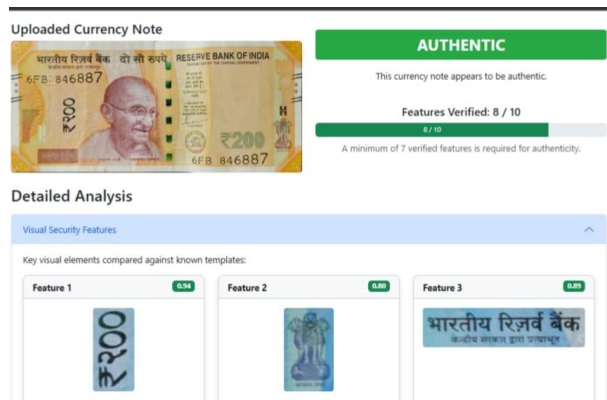 Uploaded Currency Note
भारतीय रिज़र्व बैंक दो सौ रुपये RESERVE BANK OF INDIA
6FB 846887
₹२००
₹200
6FB 846887
AUTHENTIC
This currency note appears to be authentic.
Features Verified: 8 / 10
8 / 10
A minimum of 7 verified features is required for authenticity.
Detailed Analysis
Visual Security Features
Key visual elements compared against known templates:
Feature 1 0.94
Feature 2 0.80
Feature 3 0.89
₹२००
भारतीय रिज़र्व बैंक
केन्द्रीय सरकार द्वारा प्रत्याभूत